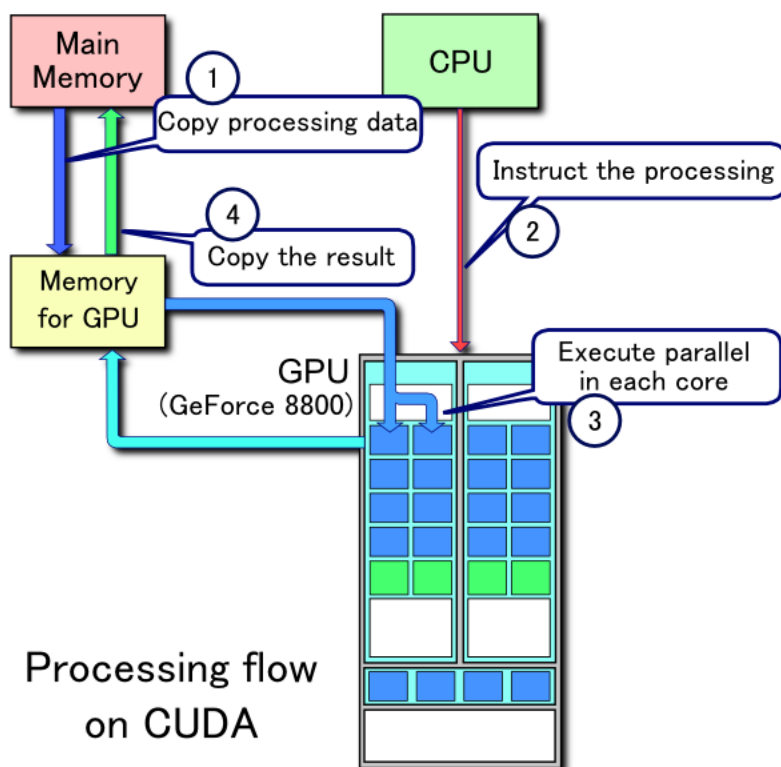 Main
Memory
CPU
1
Copy processing data
Instruct the processing
2
4
Copy the result
Memory
for GPU
GPU
(GeForce 8800)
Execute parallel
in each core
3
Processing flow
on CUDA